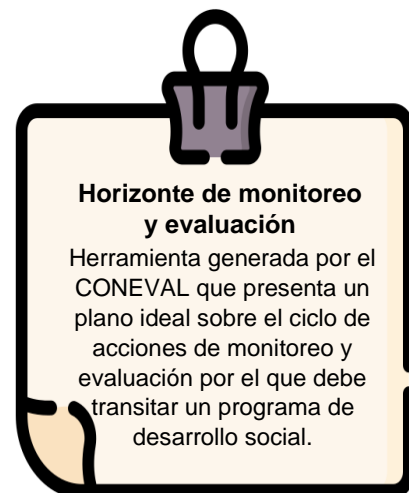 Horizonte de monitoreo
y evaluación
Herramienta generada por el
CONEVAL que presenta un
plano ideal sobre el ciclo de
acciones de monitoreo y
evaluación por el que debe
transitar un programa de
desarrollo social.